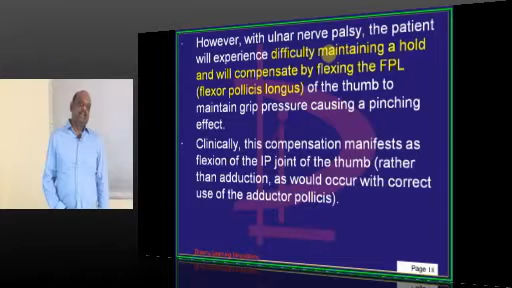 However, with ulnar nerve palsy, the patient
will experience difficulty maintaining a hold
and will compensate by flexing the FPL
(flexor pollicis longus) of the thumb to
maintain grip pressure causing a pinching
effect.
Clinically, this compensation manifests as
flexion of the IP joint of the thumb (rather
than adduction, as would occur with correct
use of the adductor pollicis).
Page